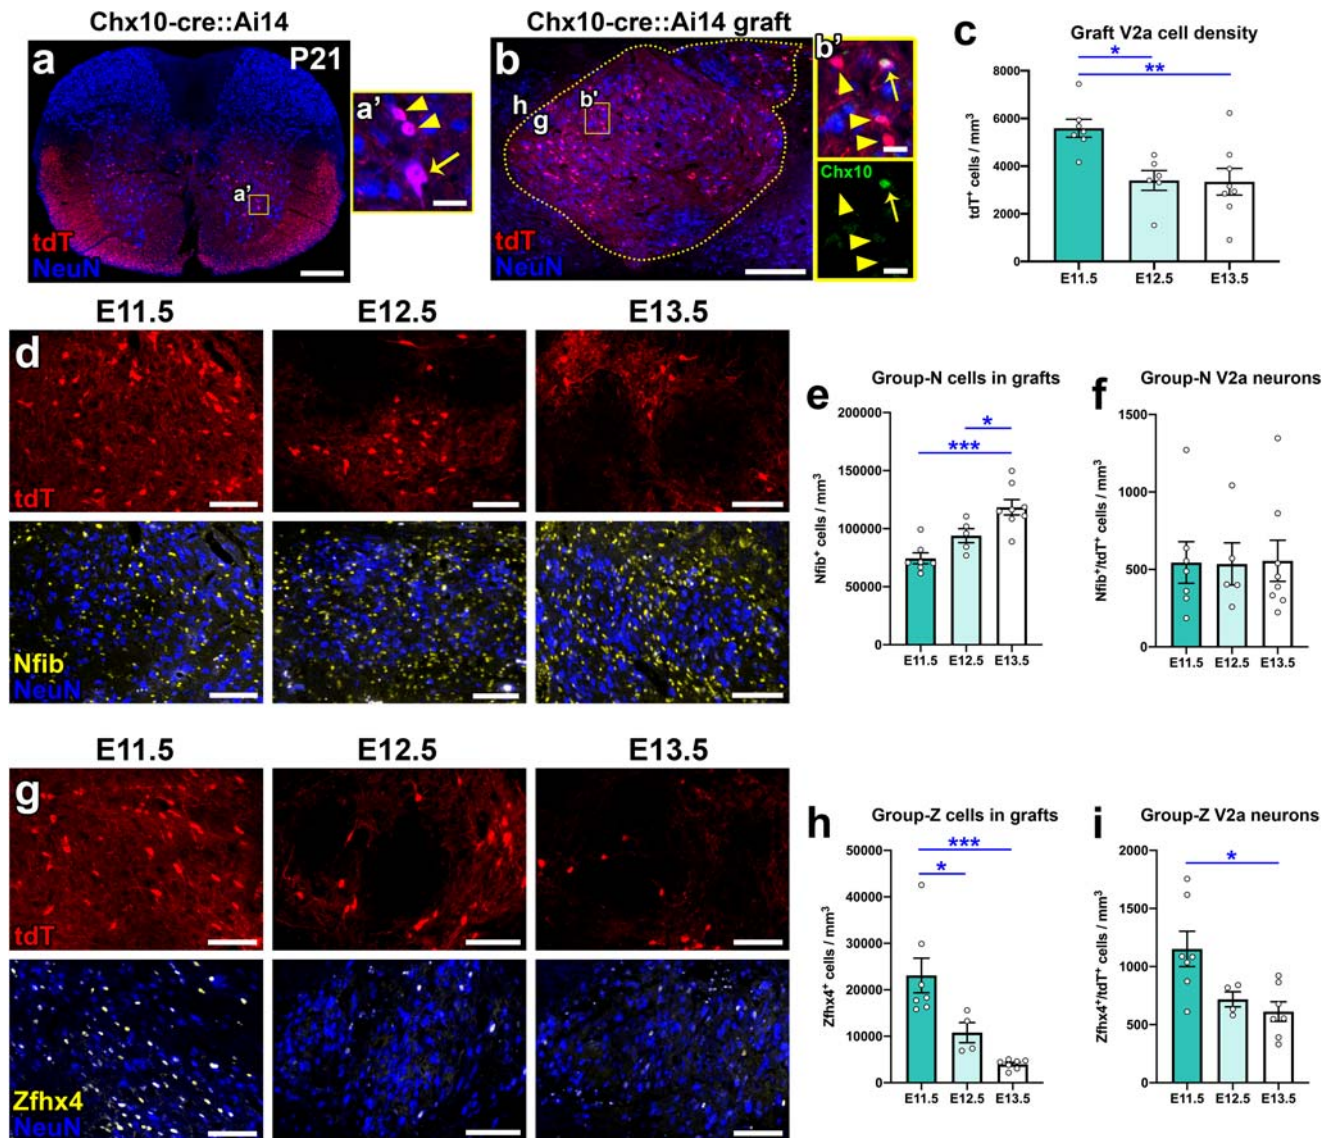 Chx10-cre::Ai14
Chx10-cre::Ai14 graft
a
P21
a'
tdT
NeuN
a'
b
h
g
b'
tdT
NeuN
b'
Chx10
c
Graft V2a cell density
*
**
tdT⁺ cells / mm³
8000
6000
4000
2000
0
E11.5
E12.5
E13.5
E11.5
E12.5
E13.5
d
tdT
Nfib
NeuN
e
Group-N cells in grafts
*
***
Nfib⁺ cells / mm³
200000
150000
100000
50000
0
E11.5
E12.5
E13.5
f
Group-N V2a neurons
Nfib⁺/tdT⁺ cells / mm³
1500
1000
500
0
E11.5
E12.5
E13.5
E11.5
E12.5
E13.5
g
tdT
Zfhx4
NeuN
h
Group-Z cells in grafts
***
*
Zfhx4⁺ cells / mm³
50000
40000
30000
20000
10000
0
E11.5
E12.5
E13.5
i
Group-Z V2a neurons
*
Zfhx4⁺/tdT⁺ cells / mm³
2000
1500
1000
500
0
E11.5
E12.5
E13.5